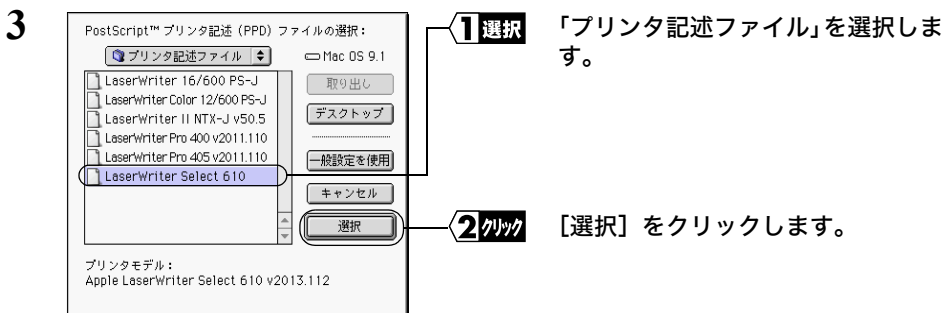 3
PostScript™ プリンタ記述 (PPD) ファイルの選択：
プリンタ記述ファイル
Mac OS 9.1
LaserWriter 16/600 PS-J
LaserWriter Color 12/600 PS-J
LaserWriter II NTX-J v50.5
LaserWriter Pro 400 v2011.110
LaserWriter Pro 405 v2011.110
LaserWriter Select 610
取り出し
デスクトップ
一般設定を使用
キャンセル
選択
プリンタモデル：
Apple LaserWriter Select 610 v2013.112
1 選択
「プリンタ記述ファイル」を選択しま
す。
2 クリック
［選択］をクリックします。